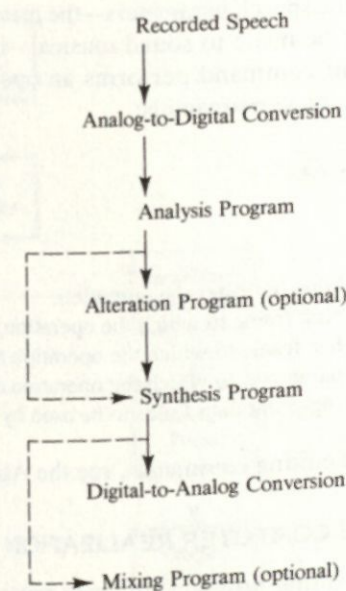 Recorded Speech
Analog-to-Digital Conversion
Analysis Program
Alteration Program (optional)
Synthesis Program
Digital-to-Analog Conversion
Mixing Program (optional)